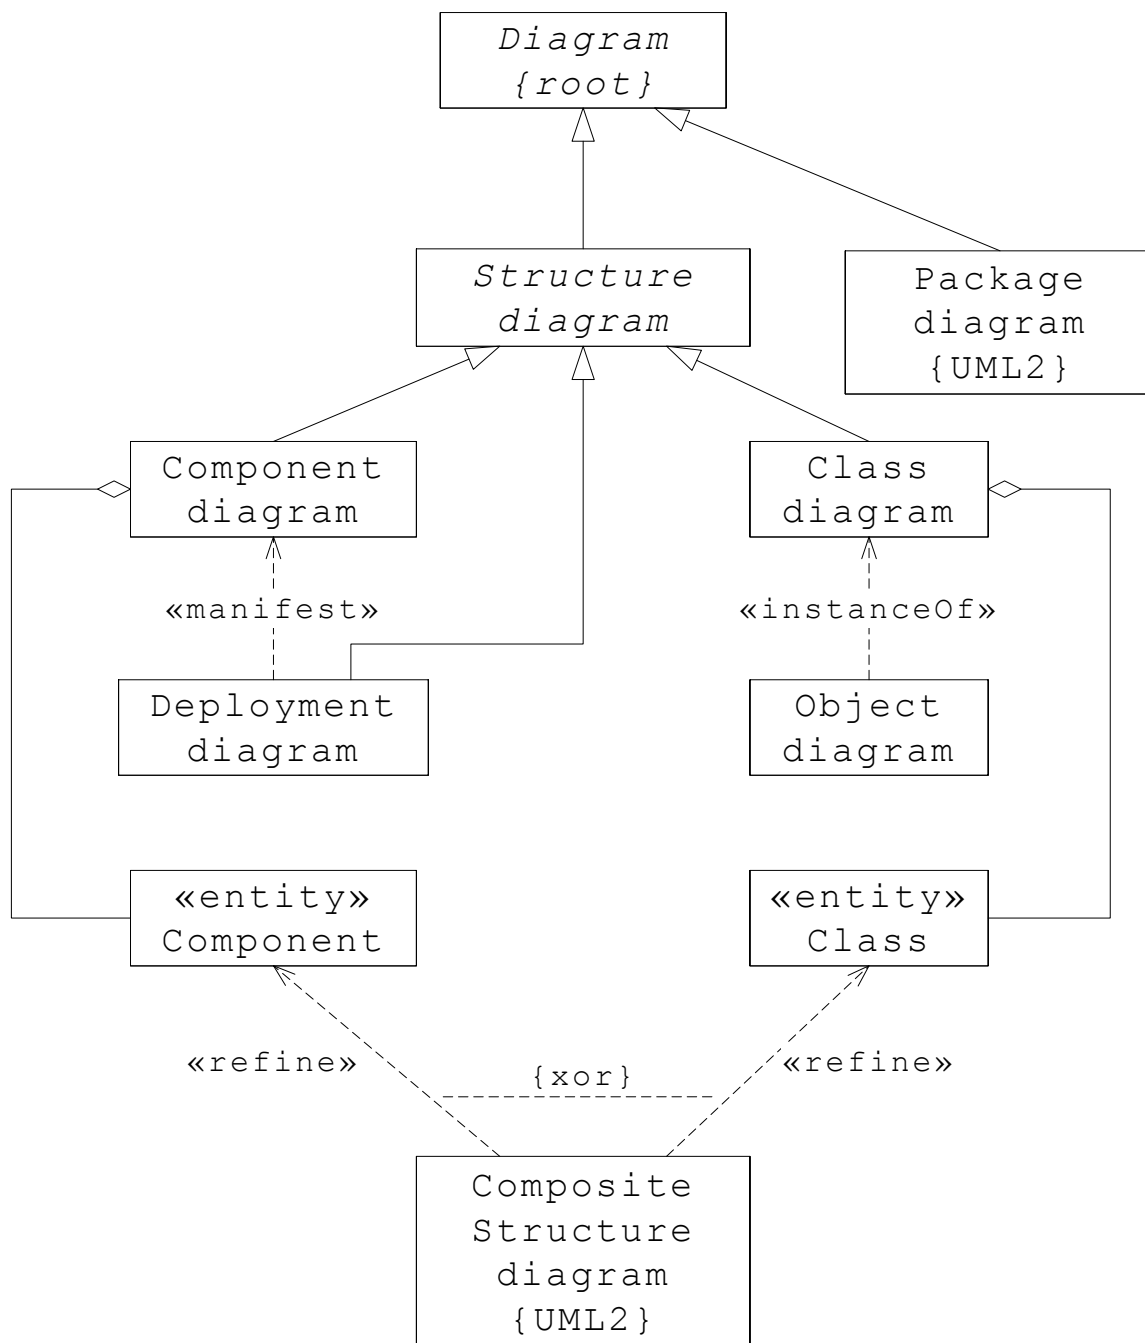 Diagram
{root}
Structure
diagram
Package
diagram
{UML2}
Component
diagram
Class
diagram
«manifest»
«instanceOf»
Deployment
diagram
Object
diagram
«entity»
Component
«entity»
Class
«refine»
{xor}
«refine»
Composite
Structure
diagram
{UML2}